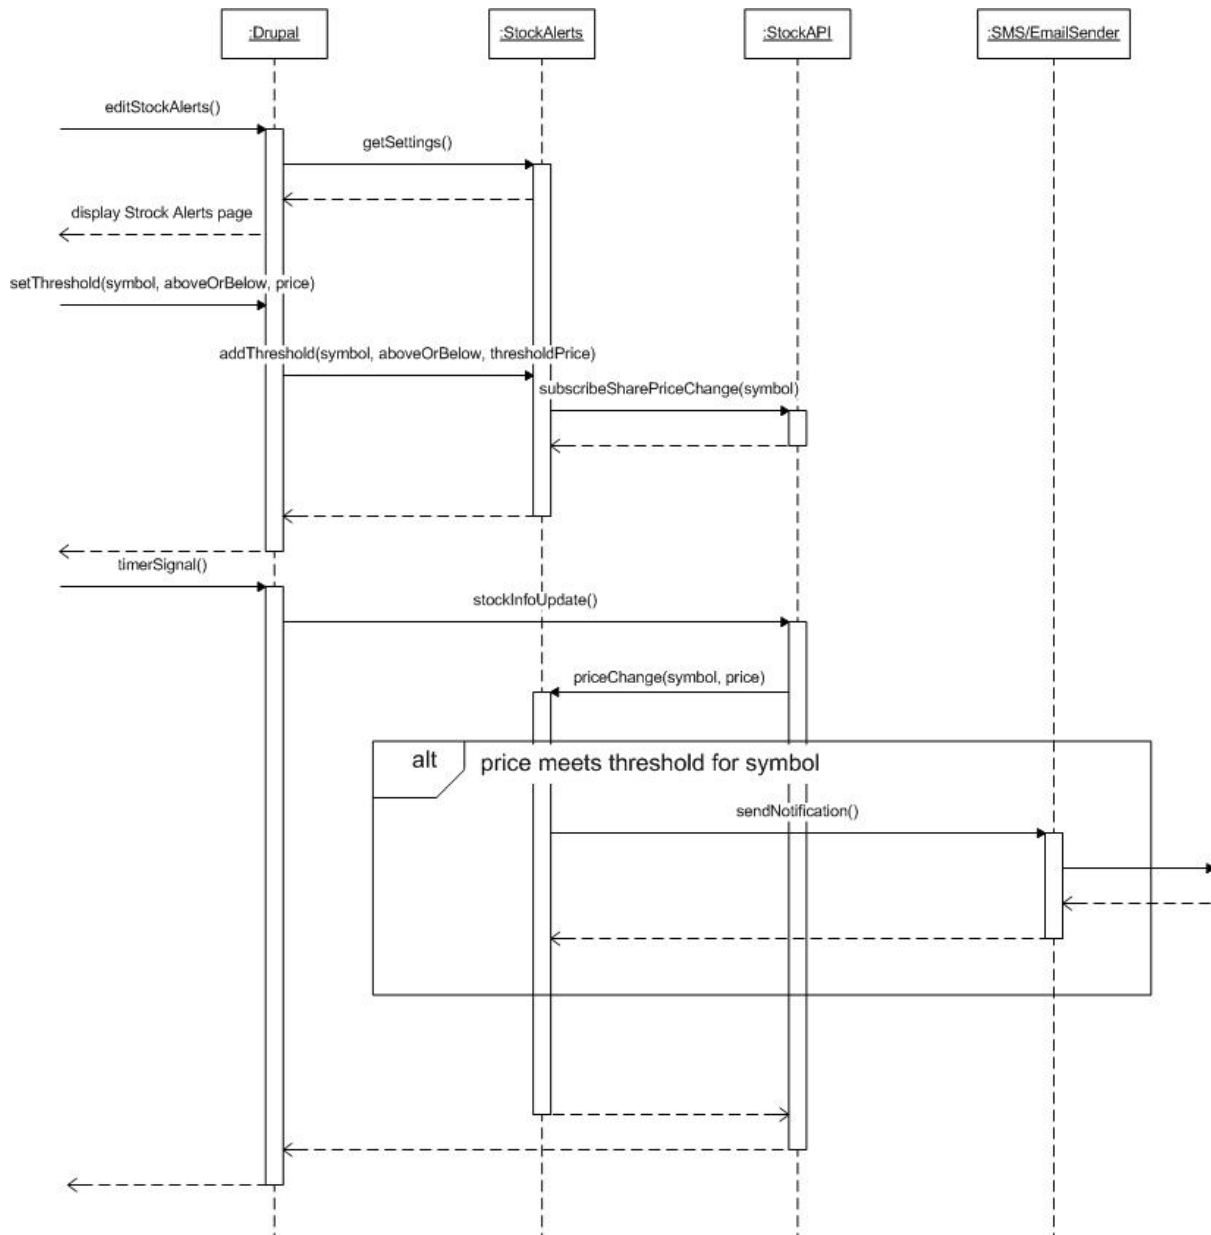 :Drupal
:StockAlerts
:StockAPI
:SMS/EmailSender
editStockAlerts()
getSettings()
display Strock Alerts page
setThreshold(symbol, aboveOrBelow, price)
addThreshold(symbol, aboveOrBelow, thresholdPrice)
subscribeSharePriceChange(symbol)
timerSignal()
stockInfoUpdate()
priceChange(symbol, price)
alt
price meets threshold for symbol
sendNotification()